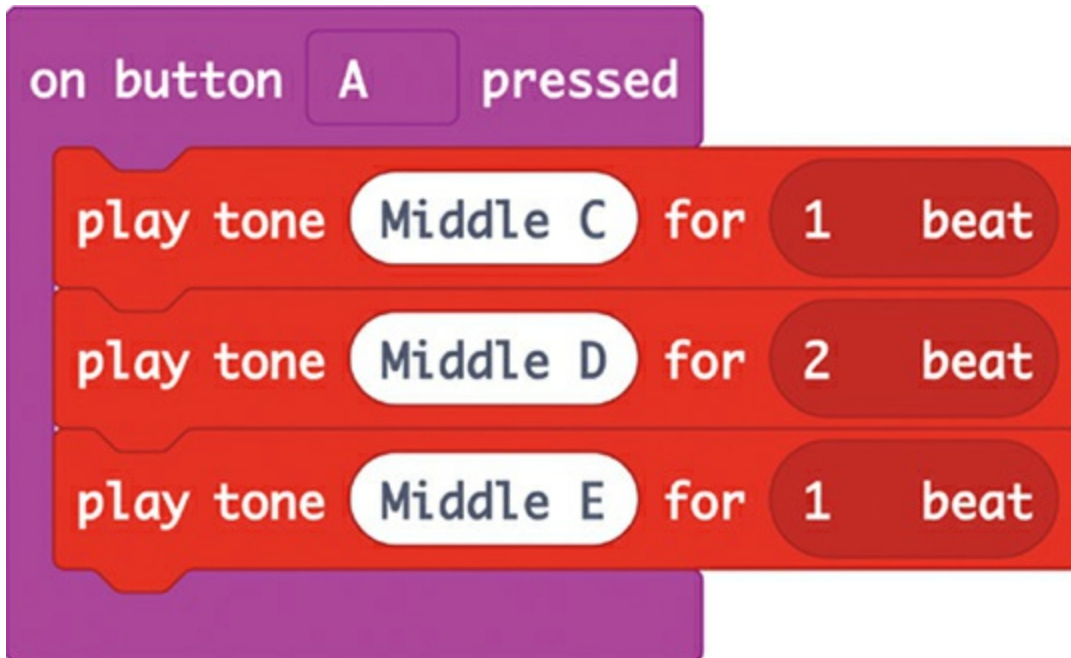 on button A pressed
play tone Middle C for 1 beat
play tone Middle D for 2 beat
play tone Middle E for 1 beat